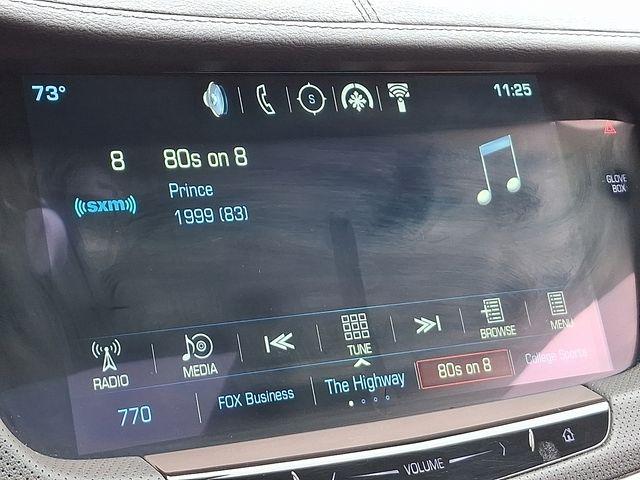 73°
S
11:25
8 80s on 8
((sxm)) Prince
1999 (83)
GLOVE
BOX
RADIO MEDIA TUNE BROWSE MENU
770 FOX Business The Highway 80s on 8 College Sports
VOLUME